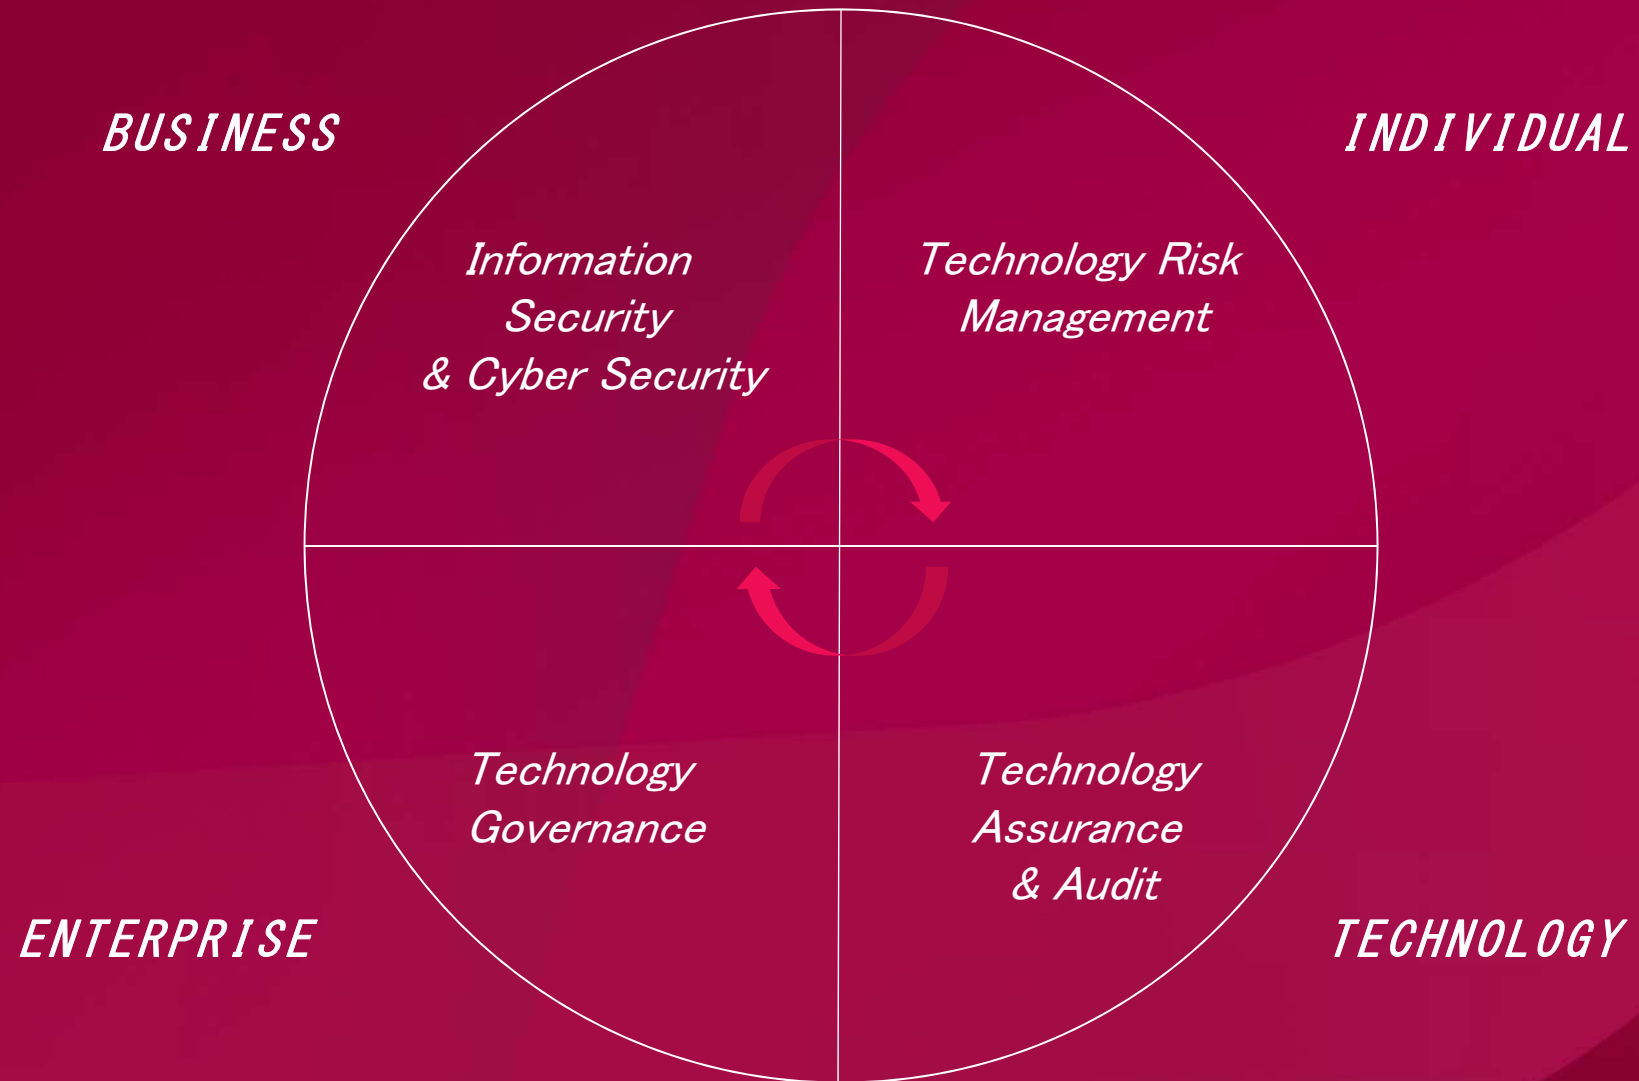 BUSINESS
INDIVIDUAL
Information
Security
& Cyber Security
Technology Risk
Management
Technology
Governance
Technology
Assurance
& Audit
ENTERPRISE
TECHNOLOGY